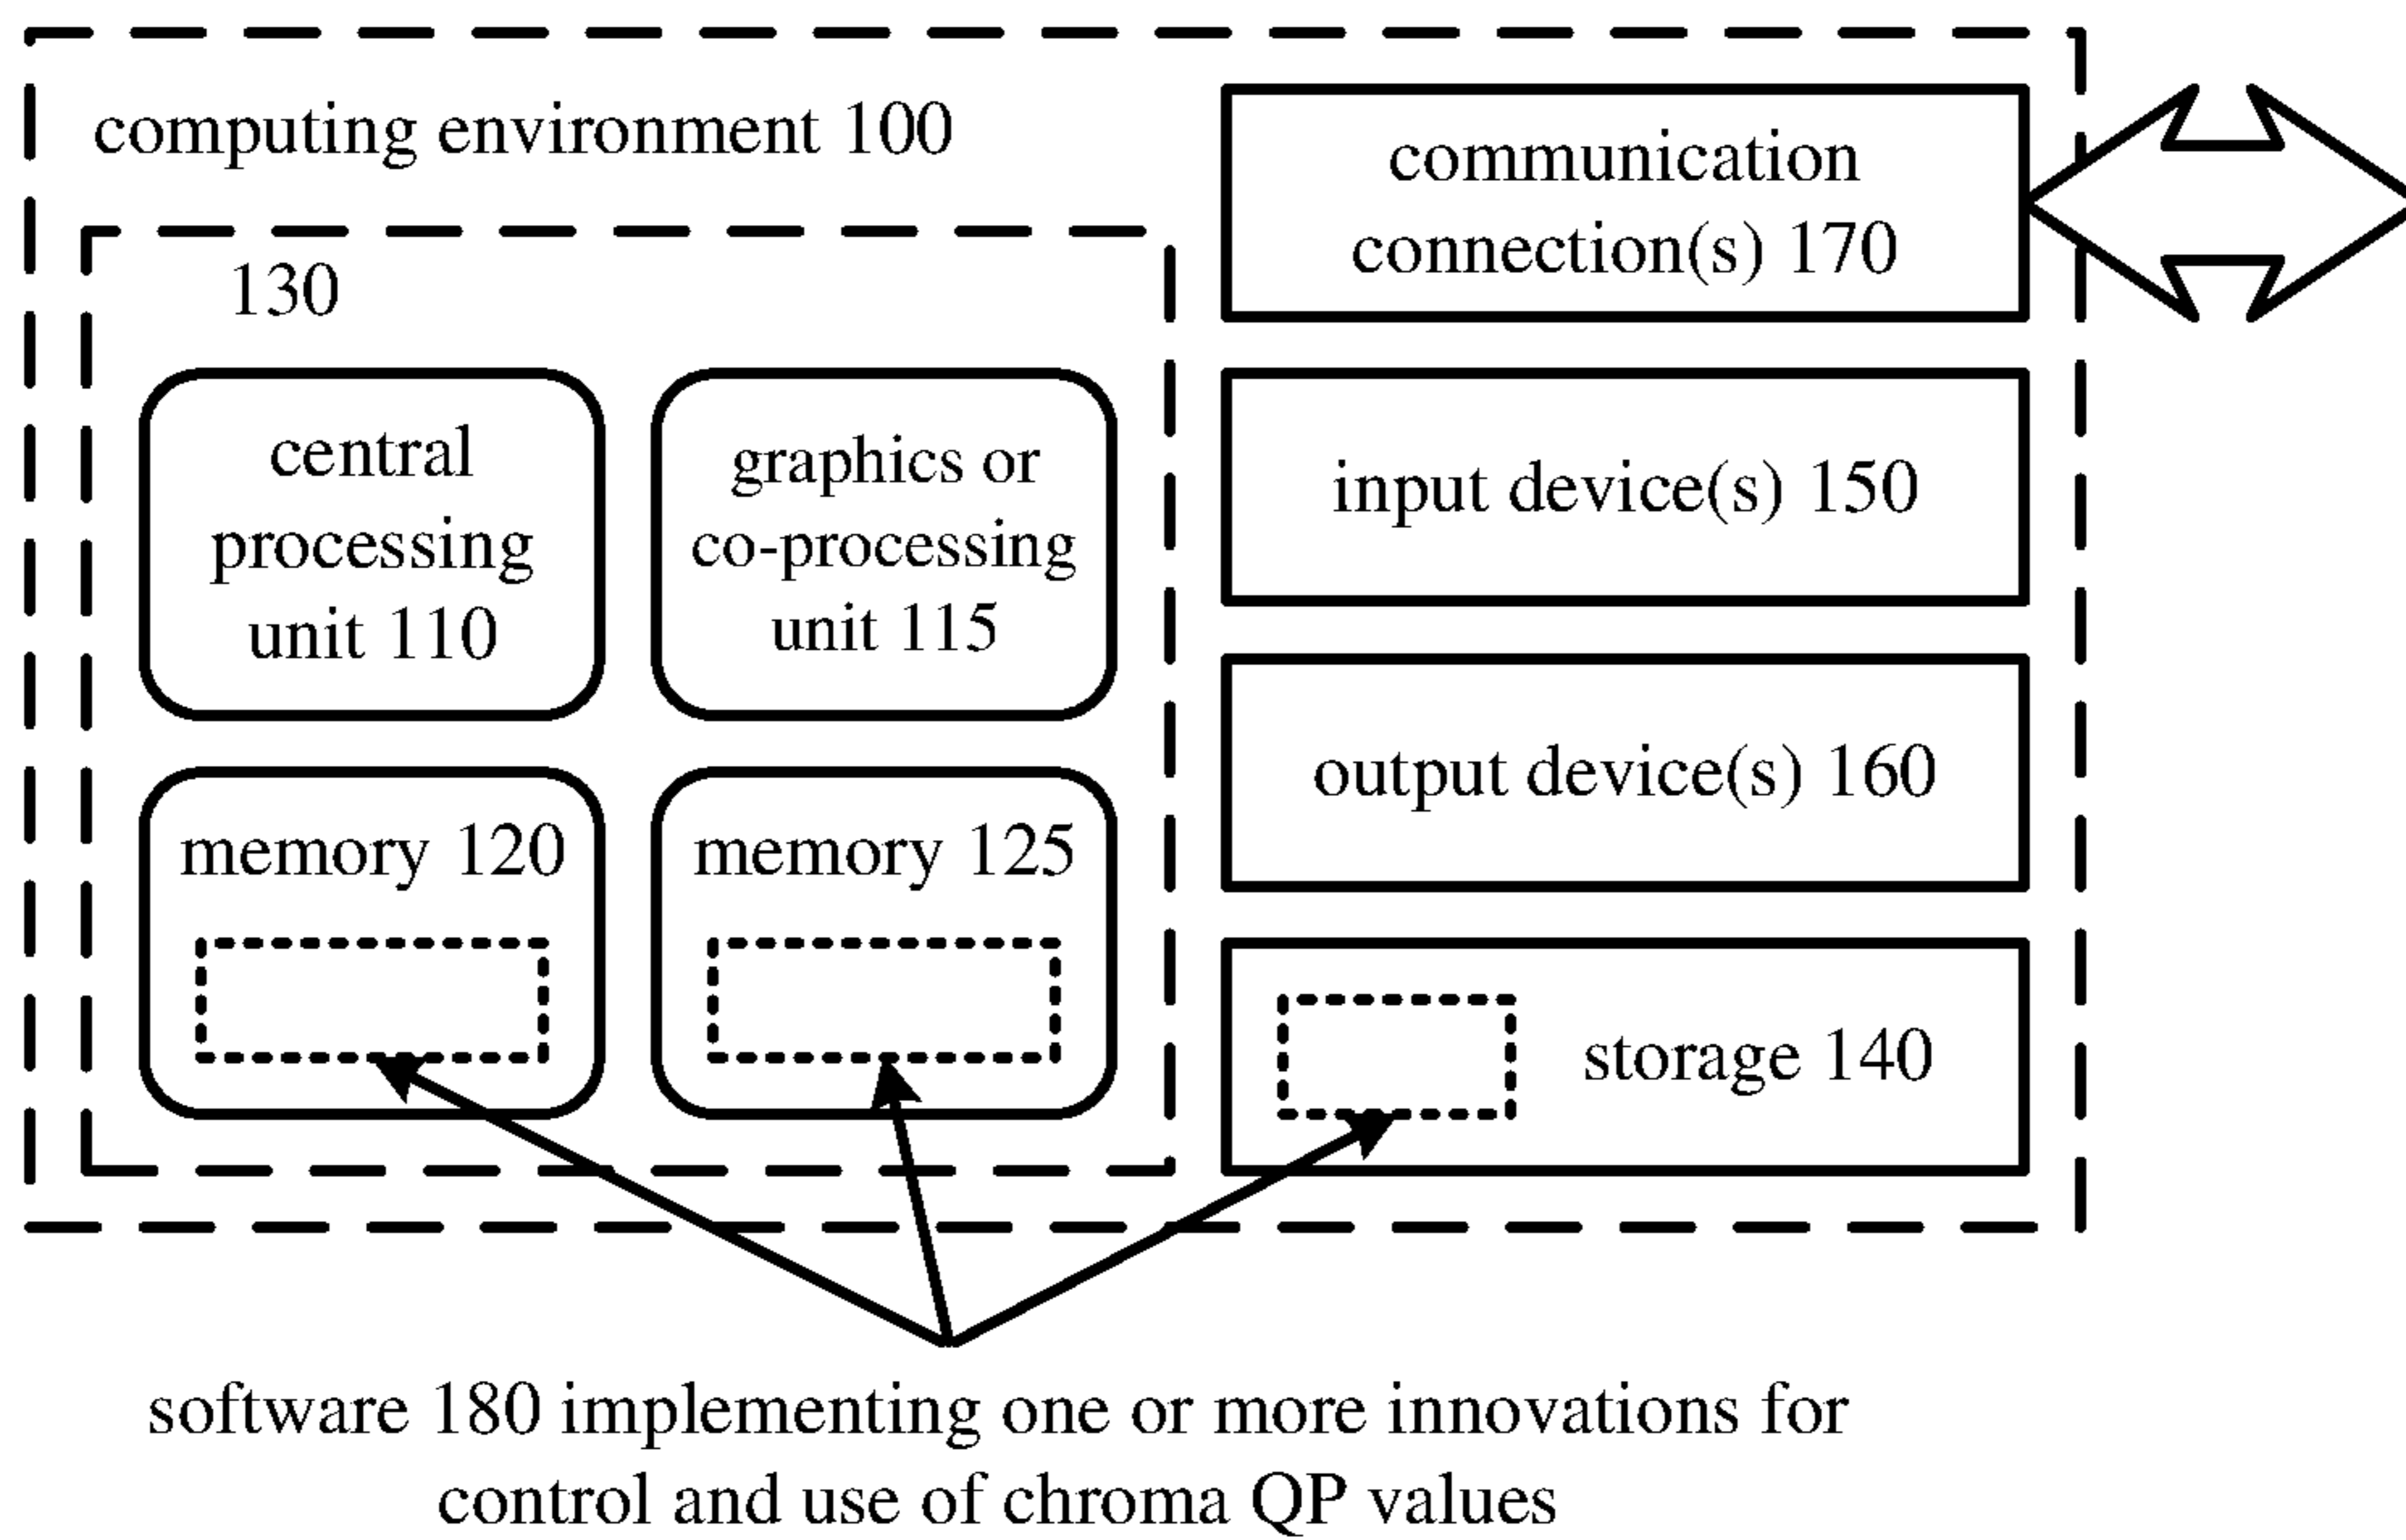 computing environment 100
130
central
processing
unit 110
graphics or
co-processing
unit 115
memory 120
memory 125
communication
connection(s) 170
input device(s) 150
output device(s) 160
storage 140
software 180 implementing one or more innovations for
control and use of chroma QP values